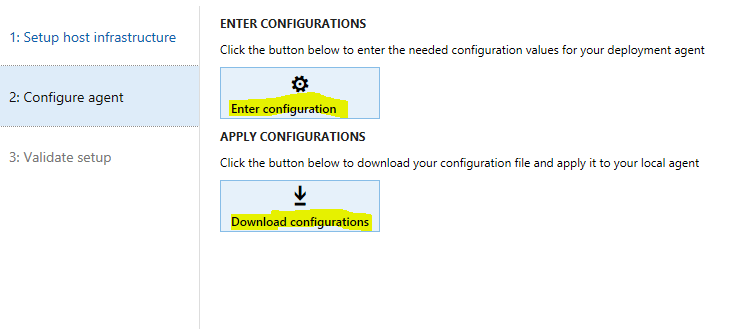 1: Setup host infrastructure
2: Configure agent
3: Validate setup
ENTER CONFIGURATIONS
Click the button below to enter the needed configuration values for your deployment agent
Enter configuration
APPLY CONFIGURATIONS
Click the button below to download your configuration file and apply it to your local agent
Download configurations